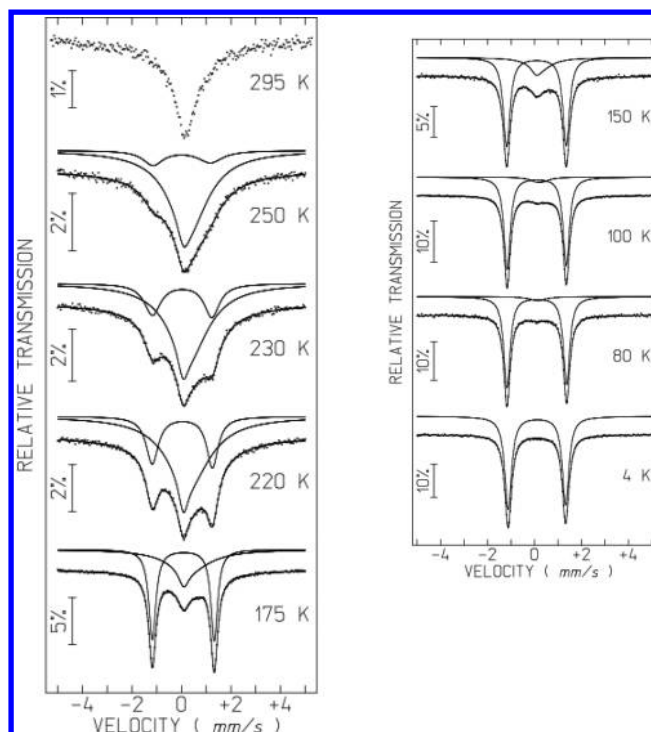 RELATIVE TRANSMISSION
1%
295 K
2%
250 K
2%
230 K
2%
220 K
5%
175 K
-4 -2 0 +2 +4
VELOCITY ( mm/s )
RELATIVE TRANSMISSION
5%
150 K
10%
100 K
10%
80 K
10%
4 K
-4 -2 0 +2 +4
VELOCITY ( mm/s )